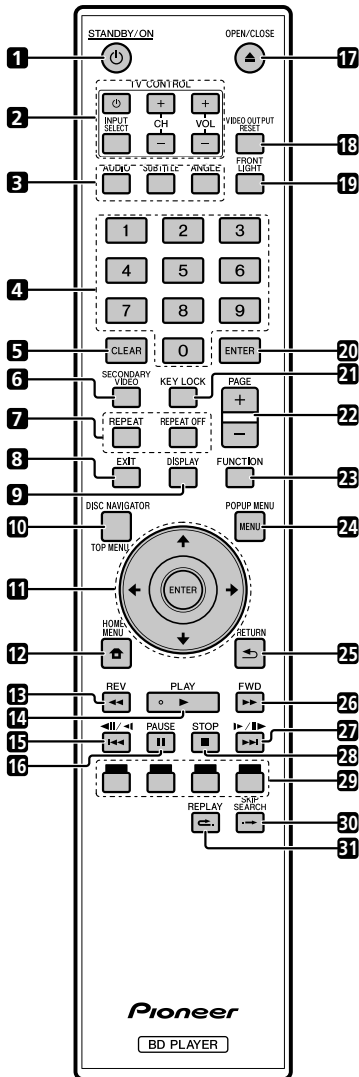 STANDBY/ON
OPEN/CLOSE
1
17
TV CONTROL
2
INPUT SELECT
+ CH −
+ VOL −
VIDEO OUTPUT RESET
18
3
AUDIO SUBTITLE ANGLE
FRONT LIGHT
19
1 2 3
4
4 5 6
7 8 9
5
CLEAR
0
ENTER
20
6
SECONDARY VIDEO
KEY LOCK
21
PAGE
+
−
22
7
REPEAT
REPEAT OFF
8
EXIT
DISPLAY
FUNCTION
23
9
10
DISC NAVIGATOR
TOP MENU
POPUP MENU
MENU
24
11
ENTER
12
HOME MENU
RETURN
25
13
REV
PLAY
FWD
26
14
15
PAUSE
STOP
27
16
28
29
REPLAY
SKIP SEARCH
30
31
Pioneer
BD PLAYER